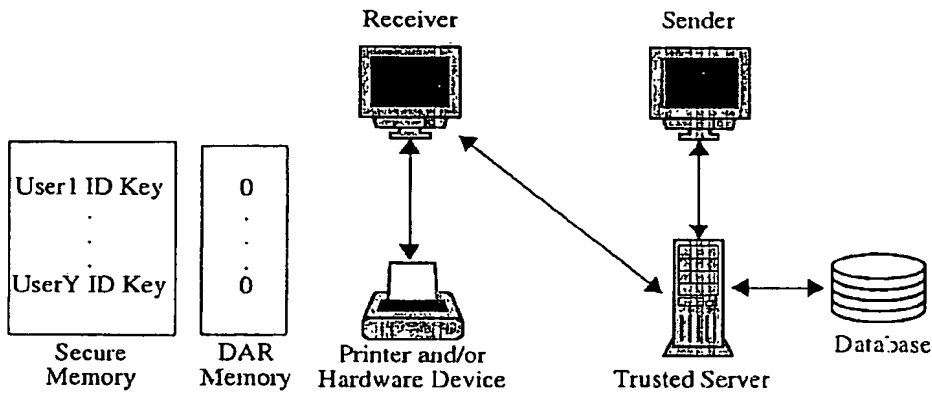 Receiver
Sender
User1 ID Key
0
UserY ID Key
0
Secure
Memory
DAR
Memory
Printer and/or
Hardware Device
Trusted Server
Database